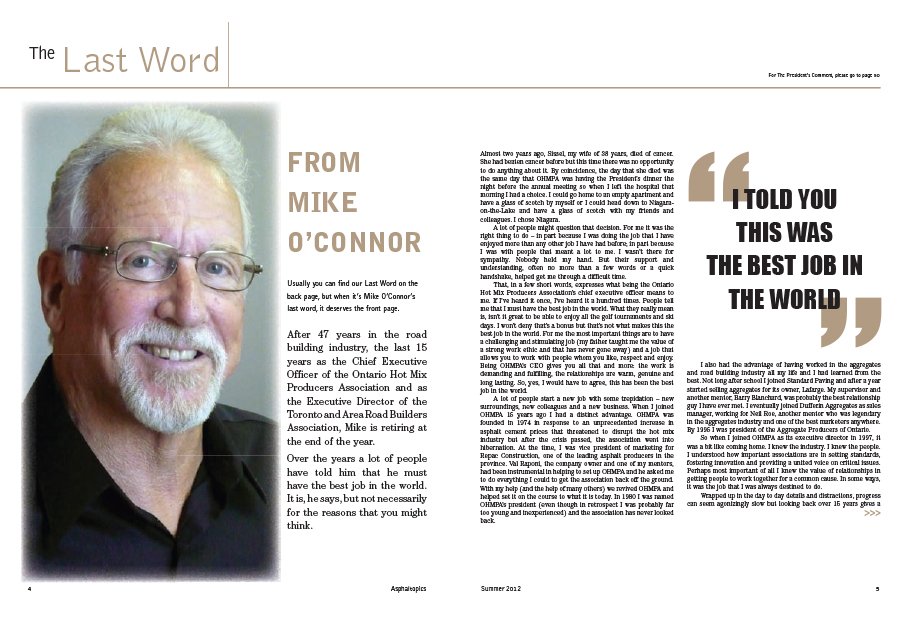 The
Last Word
For The President's Comment, please go to page 10
FROM
MIKE
O'CONNOR
Usually you can find our Last Word on the
back page, but when it's Mike O'Connor's
last word, it deserves the front page.
After 47 years in the road
building industry, the last 15
years as the Chief Executive
Officer of the Ontario Hot Mix
Producers Association and as
the Executive Director of the
Toronto and Area Road Builders
Association, Mike is retiring at
the end of the year.
Over the years a lot of people
have told him that he must
have the best job in the world.
It is, he says, but not necessarily
for the reasons that you might
think.
Almost two years ago, Sissel, my wife of 38 years, died of cancer.
She had beaten cancer before but this time there was no opportunity
to do anything about it. By coincidence, the day that she died was
the same day that OHMPA was having the President's dinner the
night before the annual meeting so when I left the hospital that
morning I had a choice. I could go home to an empty apartment and
have a glass of scotch by myself or I could head down to Niagara-
on-the-Lake and have a glass of scotch with my friends and
colleagues. I chose Niagara.
A lot of people might question that decision. For me it was the
right thing to do – in part because I was doing the job that I have
enjoyed more than any other job I have had before; in part because
I was with people that meant a lot to me. I wasn't there for
sympathy. Nobody held my hand. But their support and
understanding, often no more than a few words or a quick
handshake, helped get me through a difficult time.
That, in a few short words, expresses what being the Ontario
Hot Mix Producers Association's chief executive officer means to
me. If I've heard it once, I've heard it a hundred times. People tell
me that I must have the best job in the world. What they really mean
is, isn't it great to be able to enjoy all the golf tournaments and ski
days. I won't deny that's a bonus but that's not what makes this the
best job in the world. For me the most important things are to have
a challenging and stimulating job (my father taught me the value of
a strong work ethic and that has never gone away) and a job that
allows you to work with people whom you like, respect and enjoy.
Being OHMPA's CEO gives you all that and more: the work is
demanding and fulfilling, the relationships are warm, genuine and
long lasting. So, yes, I would have to agree, this has been the best
job in the world.
A lot of people start a new job with some trepidation – new
surroundings, new colleagues and a new business. When I joined
OHMPA 15 years ago I had a distinct advantage. OHMPA was
founded in 1974 in response to an unprecedented increase in
asphalt cement prices that threatened to disrupt the hot mix
industry but after the crisis passed, the association went into
hibernation. At the time, I was vice president of marketing for
Repac Construction, one of the leading asphalt producers in the
province. Val Raponi, the company owner and one of my mentors,
had been instrumental in helping to set up OHMPA and he asked me
to do everything I could to get the association back off the ground.
With my help (and the help of many others) we revived OHMPA and
helped set it on the course to what it is today. In 1980 I was named
OHMPA's president (even though in retrospect I was probably far
too young and inexperienced) and the association has never looked
back.
“I TOLD YOU
THIS WAS
THE BEST JOB IN
THE WORLD”
I also had the advantage of having worked in the aggregates
and road building industry all my life and I had learned from the
best. Not long after school I joined Standard Paving and after a year
started selling aggregates for its owner, Lafarge. My supervisor and
another mentor, Barry Blanchard, was probably the best relationship
guy I have ever met. I eventually joined Dufferin Aggregates as sales
manager, working for Neil Roe, another mentor who was legendary
in the aggregates industry and one of the best marketers anywhere.
By 1996 I was president of the Aggregate Producers of Ontario.
So when I joined OHMPA as its executive director in 1997, it
was a bit like coming home. I knew the industry. I knew the people.
I understood how important associations are in setting standards,
fostering innovation and providing a united voice on critical issues.
Perhaps most important of all I knew the value of relationships in
getting people to work together for a common cause. In some ways,
it was the job that I was always destined to do.
Wrapped up in the day to day details and distractions, progress
can seem agonizingly slow but looking back over 15 years gives a
>>>
4
Asphaltopics
Summer 2012
5